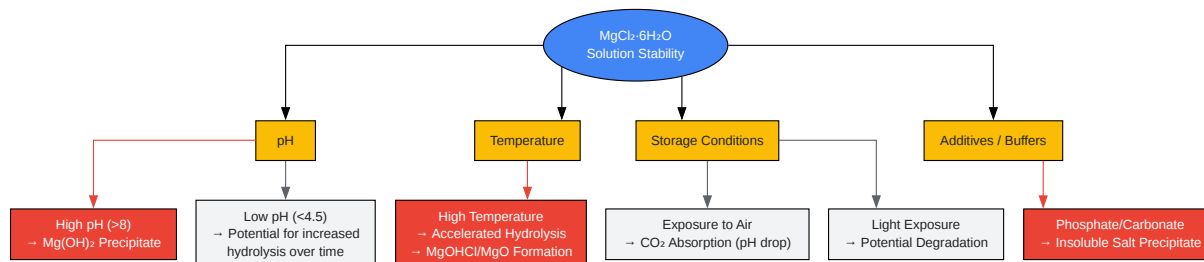 MgCl₂·6H₂O
Solution Stability
pH
Temperature
Storage Conditions
Additives / Buffers
High pH (>8)
→ Mg(OH)₂ Precipitate
Low pH (<4.5)
→ Potential for increased
hydrolysis over time
High Temperature
→ Accelerated Hydrolysis
→ MgOHCl/MgO Formation
Exposure to Air
→ CO₂ Absorption (pH drop)
Light Exposure
→ Potential Degradation
Phosphate/Carbonate
→ Insoluble Salt Precipitate